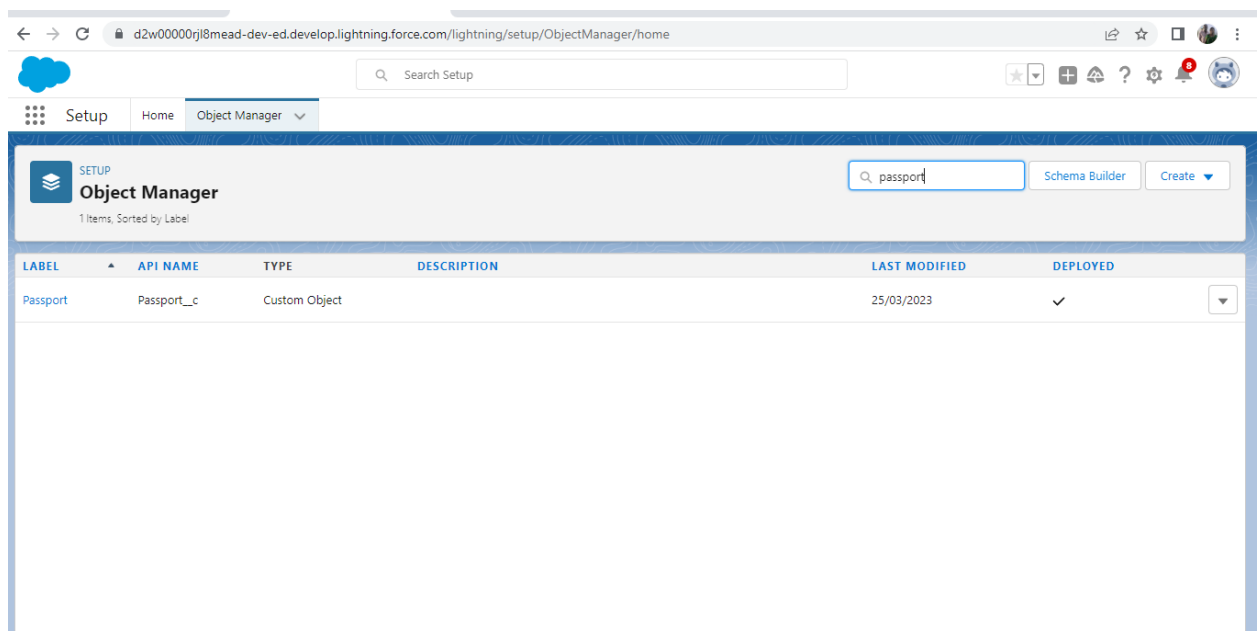 d2w00000rjl8mead-dev-ed.develop.lightning.force.com/lightning/setup/ObjectManager/home
Search Setup
8
Setup Home Object Manager
SETUP
Object Manager
1 Items, Sorted by Label
passport
Schema Builder
Create
LABEL API NAME TYPE DESCRIPTION LAST MODIFIED DEPLOYED
Passport Passport__c Custom Object 25/03/2023